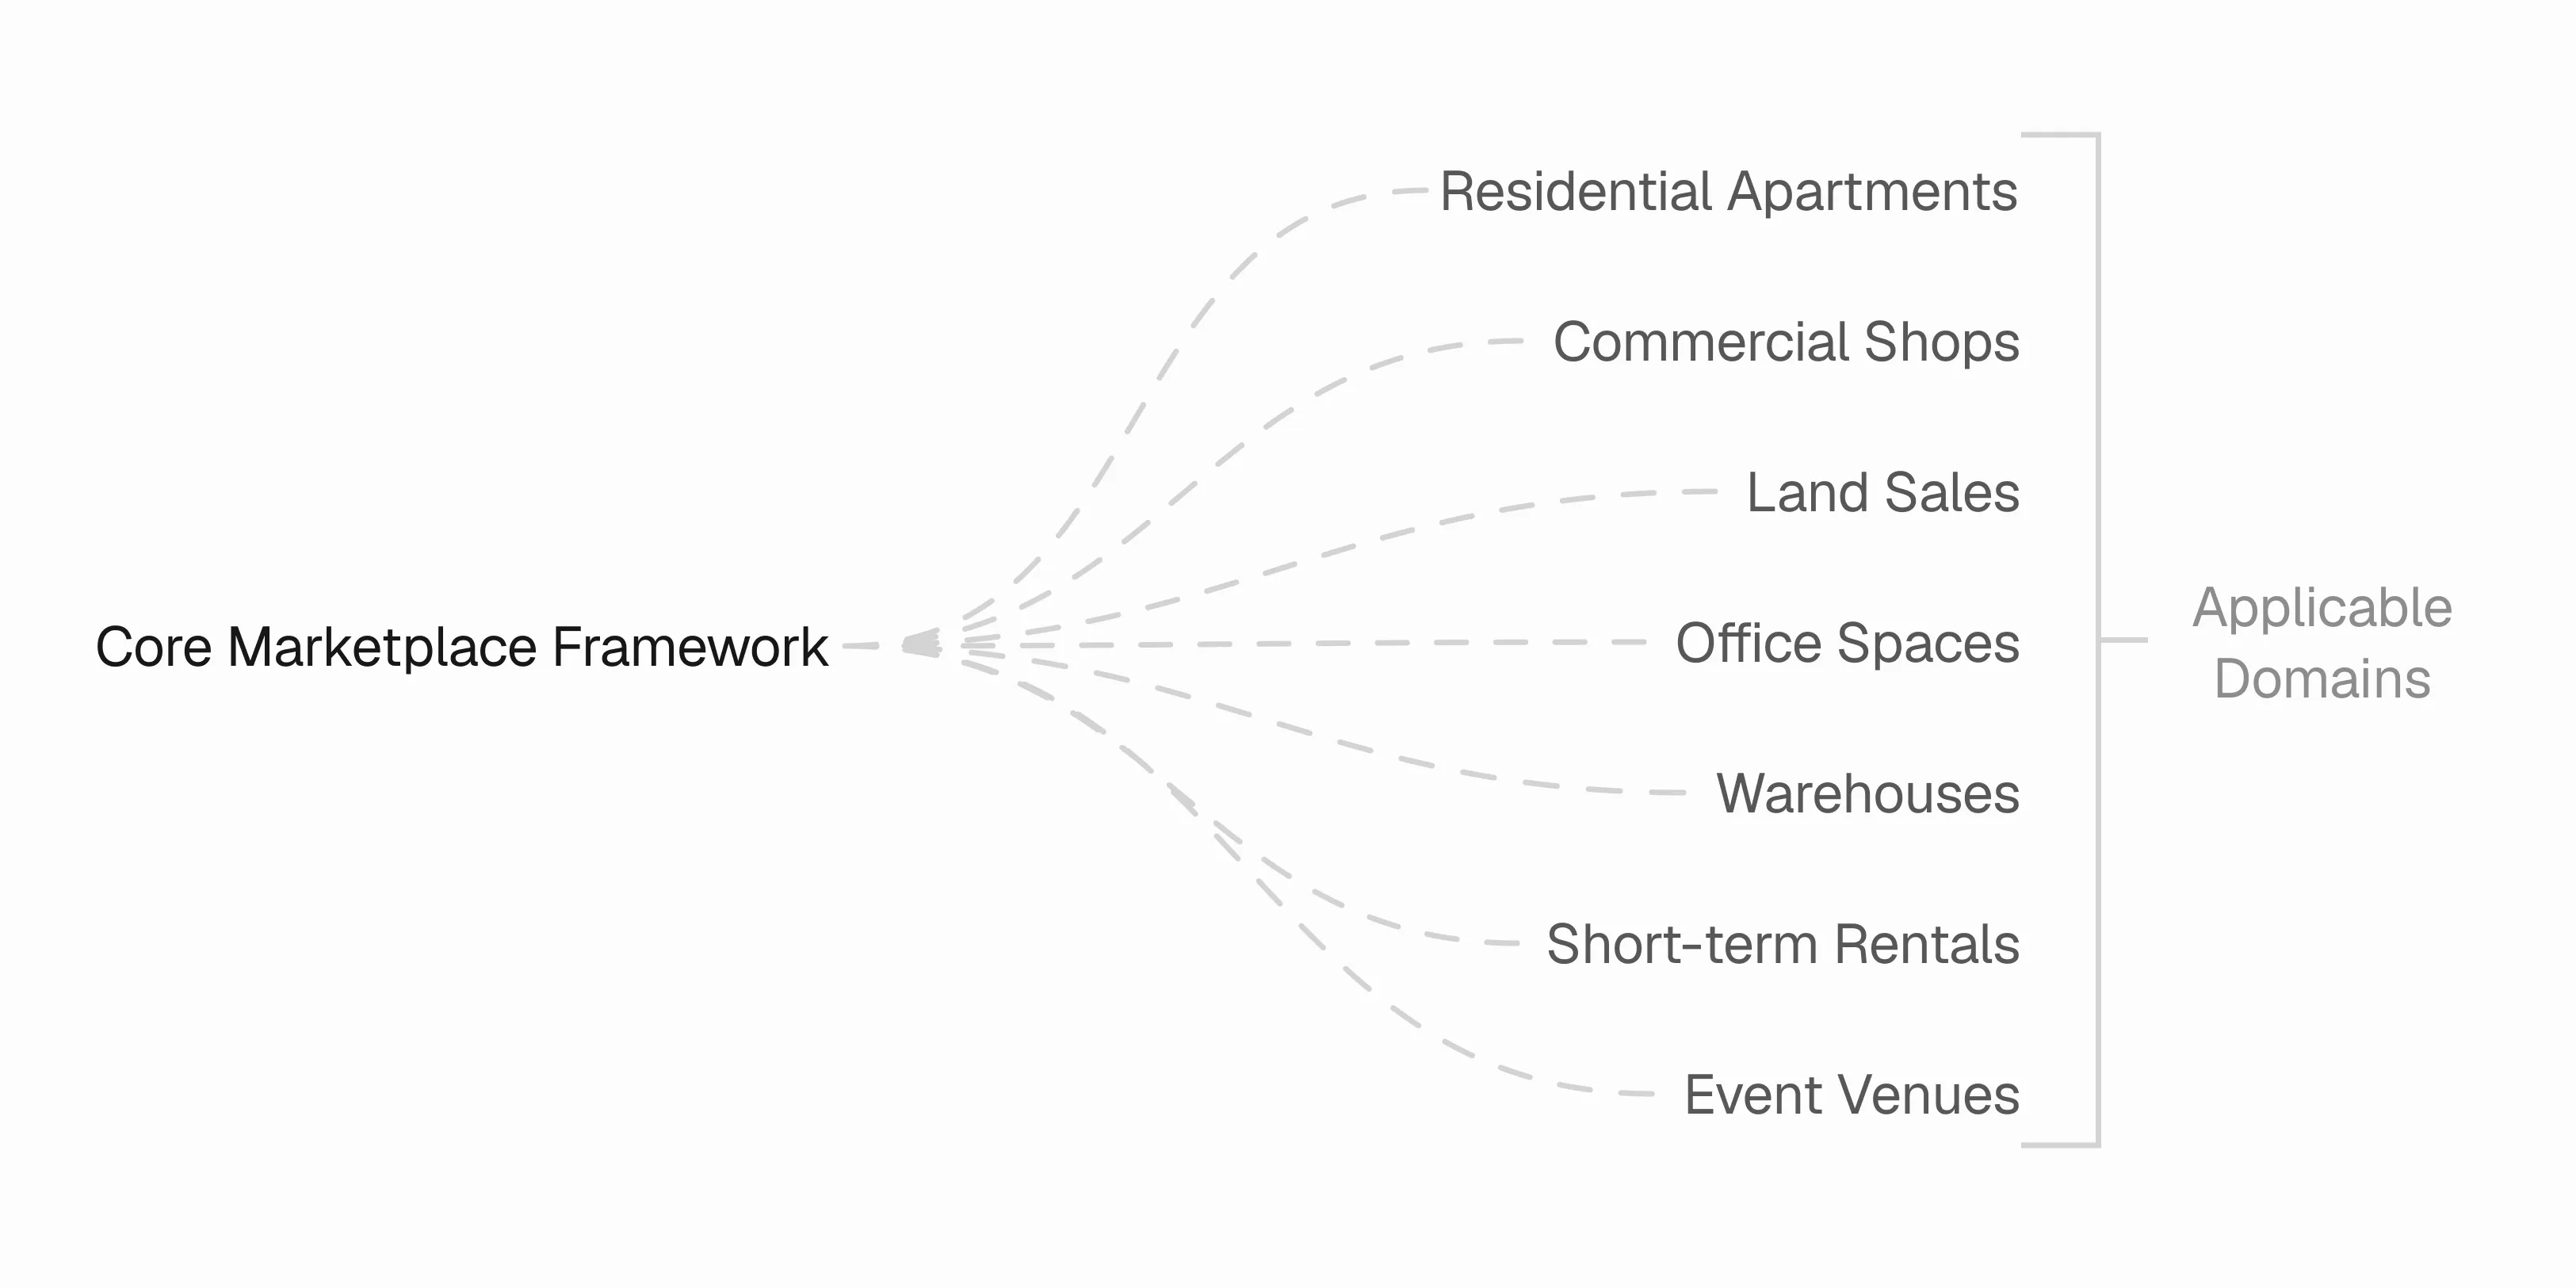 Core Marketplace Framework
Residential Apartments
Commercial Shops
Land Sales
Office Spaces
Warehouses
Short-term Rentals
Event Venues
Applicable
Domains